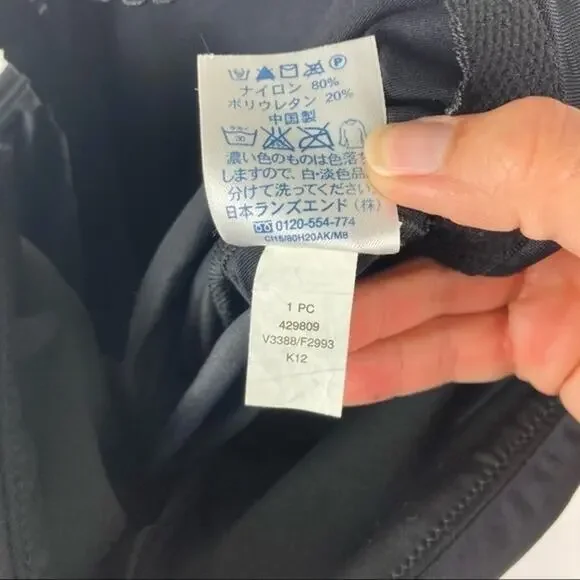 ナイロン 80%
ポリウレタン 20%
中国製
濃い色のものは色落
しますので、白・淡色品
分けて洗ってください
日本ランズエンド（株）
0120-554-774
CI15/80H20AK/M8
1 PC
429809
V3388/F2993
K12